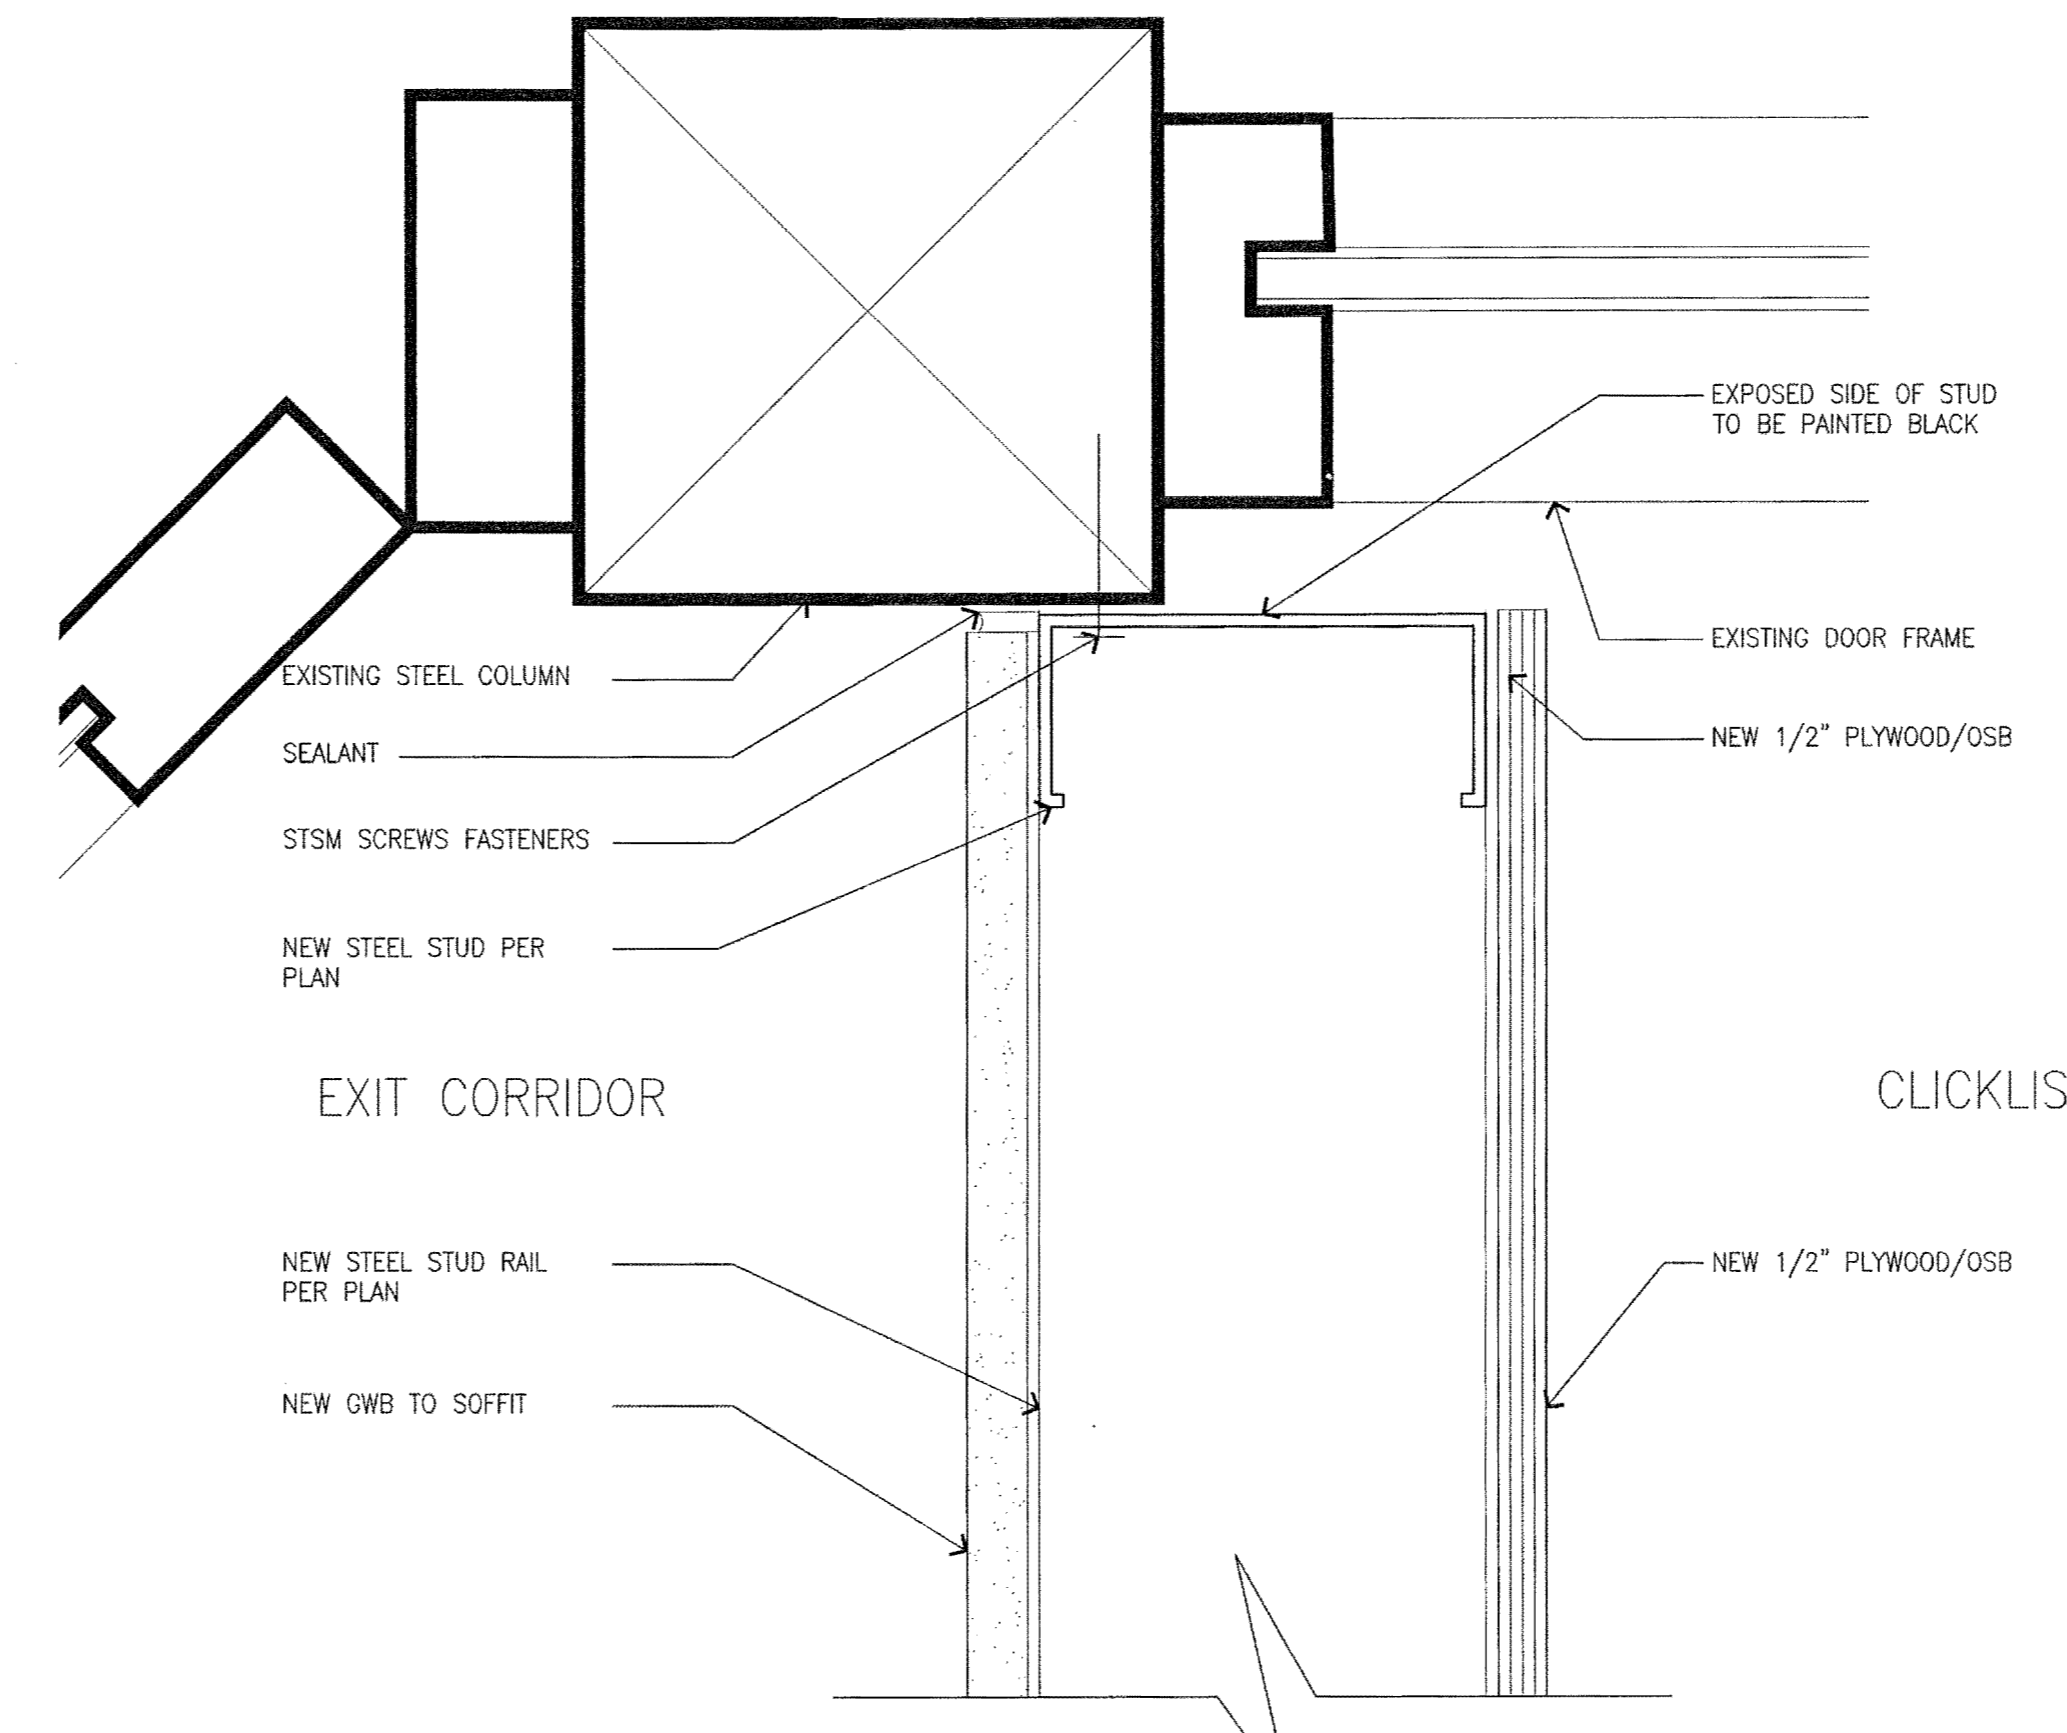 EXPOSED SIDE OF STUD
TO BE PAINTED BLACK
EXISTING DOOR FRAME
EXISTING STEEL COLUMN
NEW 1/2" PLYWOOD/OSB
SEALANT
STSM SCREWS FASTENERS
NEW STEEL STUD PER
PLAN
EXIT CORRIDOR
CLICKLIS
NEW STEEL STUD RAIL
PER PLAN
NEW 1/2" PLYWOOD/OSB
NEW GWB TO SOFFIT